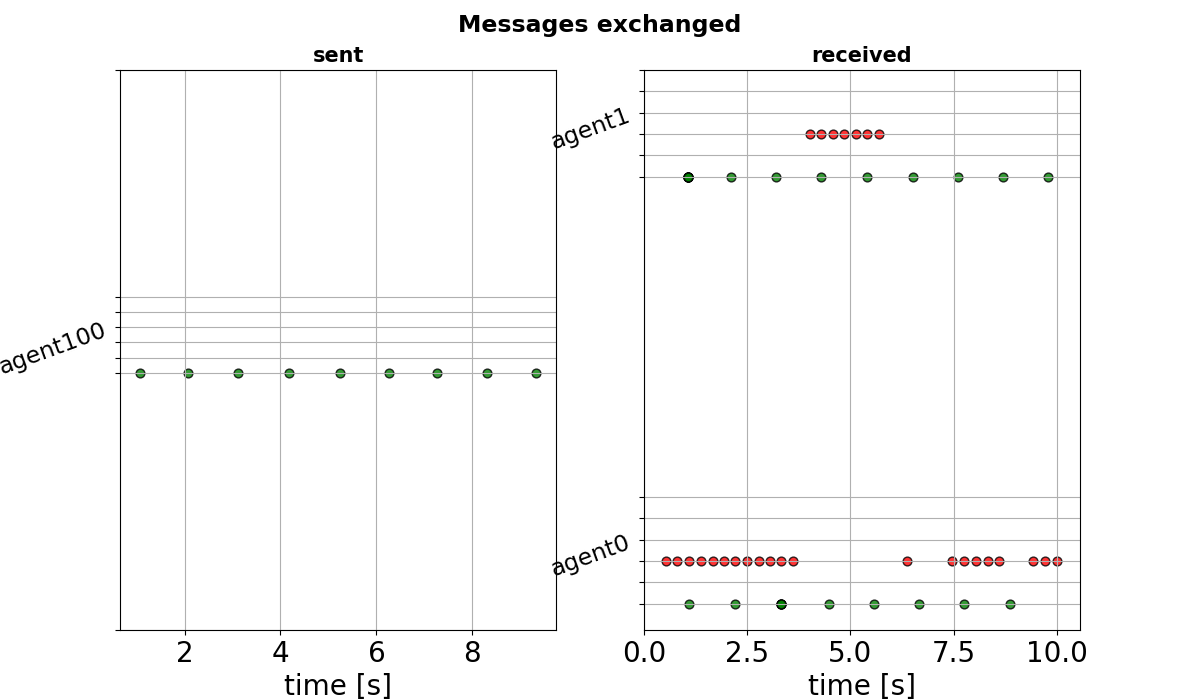 Messages exchanged
sent
agent100
2 4 6 8
time [s]
received
agent1
agent0
0.0 2.5 5.0 7.5 10.0
time [s]